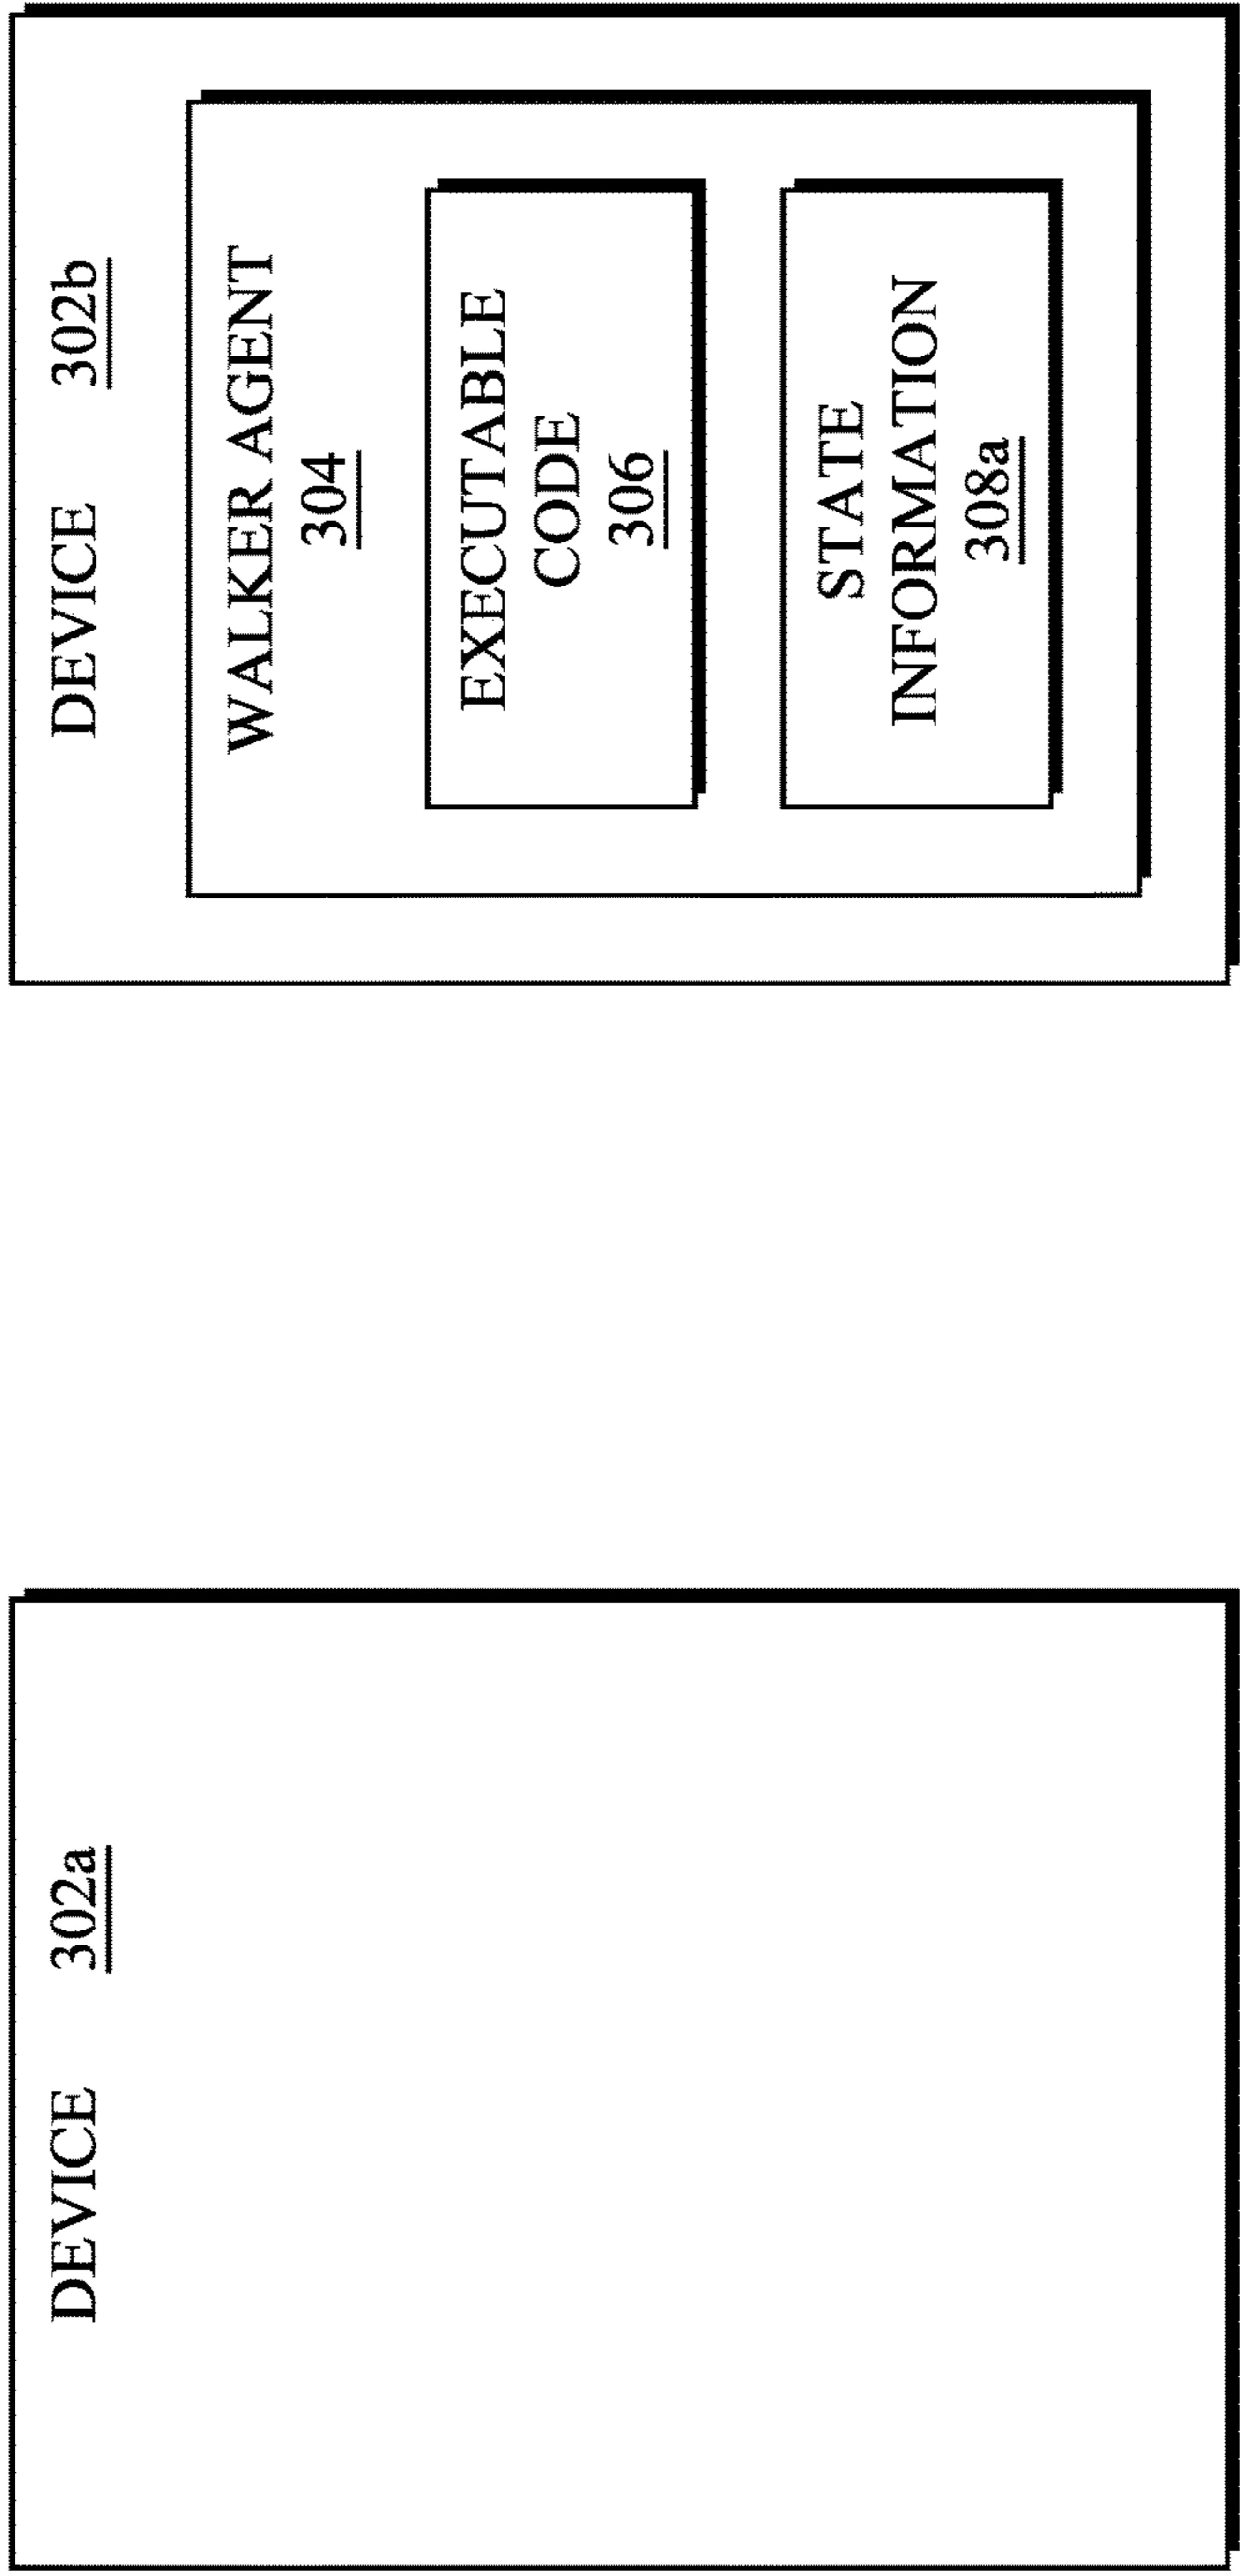 DEVICE 302a
DEVICE 302b
WALKER AGENT
304
EXECUTABLE
CODE
306
STATE
INFORMATION
308a